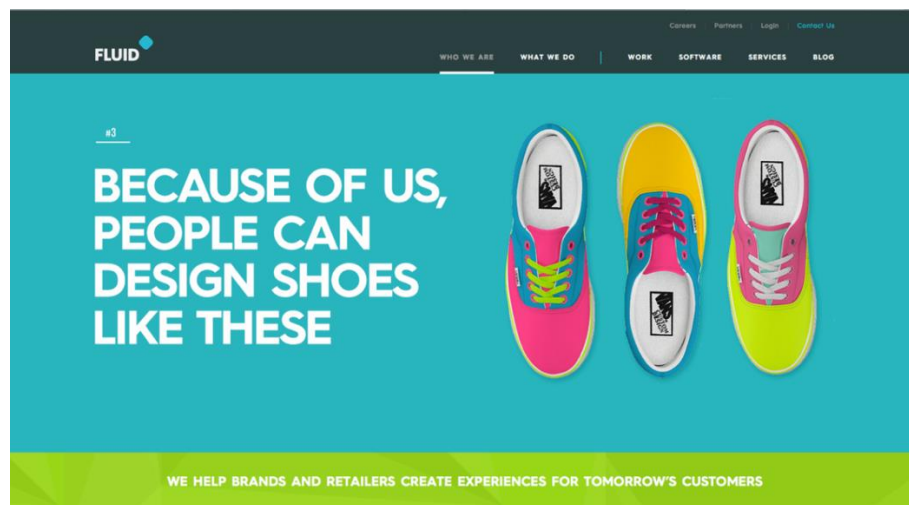 Careers Partners Login Contact Us
FLUID
WHO WE ARE WHAT WE DO WORK SOFTWARE SERVICES BLOG
#3
BECAUSE OF US,
PEOPLE CAN
DESIGN SHOES
LIKE THESE
WE HELP BRANDS AND RETAILERS CREATE EXPERIENCES FOR TOMORROW'S CUSTOMERS